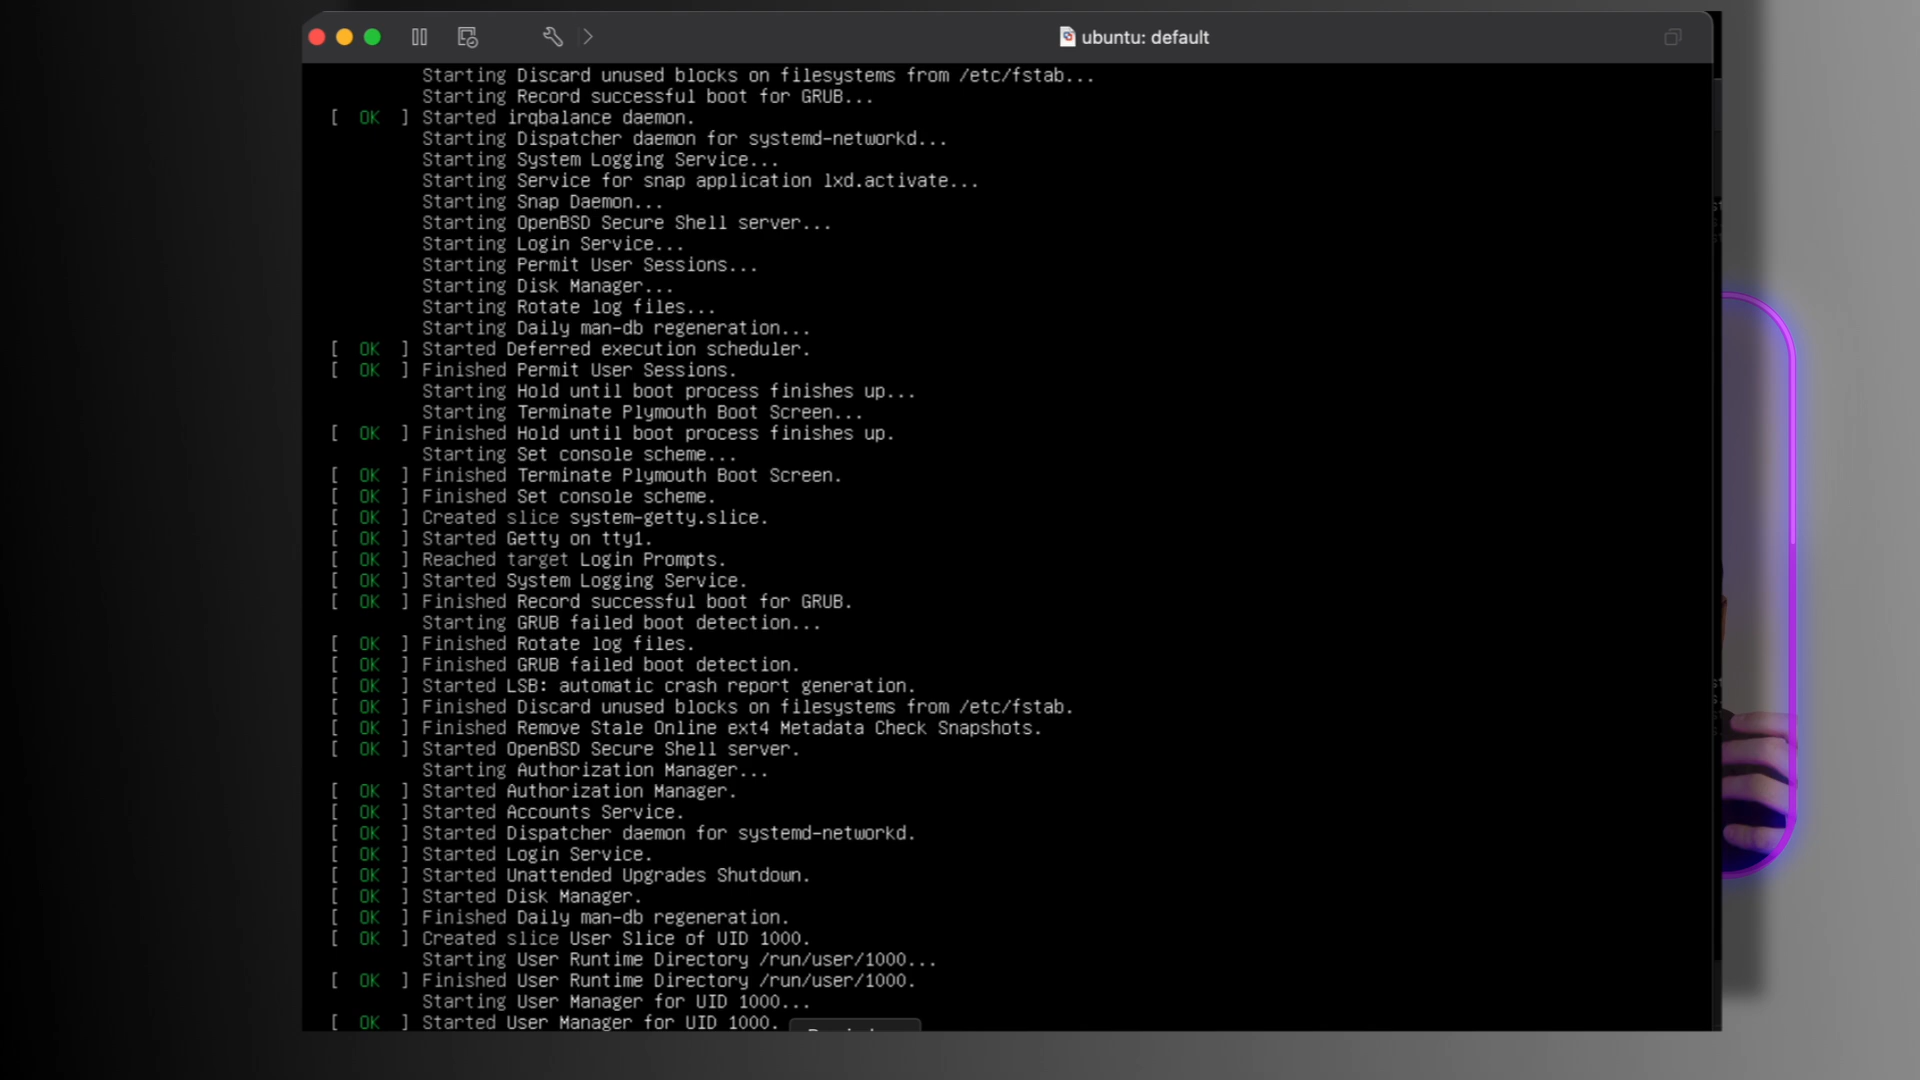 ubuntu: default
Starting Discard unused blocks on filesystems from /etc/fstab...
Starting Record successful boot for GRUB...
[  OK  ] Started irqbalance daemon.
Starting Dispatcher daemon for systemd-networkd...
Starting System Logging Service...
Starting Service for snap application lxd.activate...
Starting Snap Daemon...
Starting OpenBSD Secure Shell server...
Starting Login Service...
Starting Permit User Sessions...
Starting Disk Manager...
Starting Rotate log files...
Starting Daily man-db regeneration...
[  OK  ] Started Deferred execution scheduler.
[  OK  ] Finished Permit User Sessions.
Starting Hold until boot process finishes up...
Starting Terminate Plymouth Boot Screen...
[  OK  ] Finished Hold until boot process finishes up.
Starting Set console scheme...
[  OK  ] Finished Terminate Plymouth Boot Screen.
[  OK  ] Finished Set console scheme.
[  OK  ] Created slice system-getty.slice.
[  OK  ] Started Getty on tty1.
[  OK  ] Reached target Login Prompts.
[  OK  ] Started System Logging Service.
[  OK  ] Finished Record successful boot for GRUB.
Starting GRUB failed boot detection...
[  OK  ] Finished Rotate log files.
[  OK  ] Finished GRUB failed boot detection.
[  OK  ] Started LSB: automatic crash report generation.
[  OK  ] Finished Discard unused blocks on filesystems from /etc/fstab.
[  OK  ] Finished Remove Stale Online ext4 Metadata Check Snapshots.
[  OK  ] Started OpenBSD Secure Shell server.
Starting Authorization Manager...
[  OK  ] Started Authorization Manager.
[  OK  ] Started Accounts Service.
[  OK  ] Started Dispatcher daemon for systemd-networkd.
[  OK  ] Started Login Service.
[  OK  ] Started Unattended Upgrades Shutdown.
[  OK  ] Started Disk Manager.
[  OK  ] Finished Daily man-db regeneration.
[  OK  ] Created slice User Slice of UID 1000.
Starting User Runtime Directory /run/user/1000...
[  OK  ] Finished User Runtime Directory /run/user/1000.
Starting User Manager for UID 1000...
[  OK  ] Started User Manager for UID 1000.